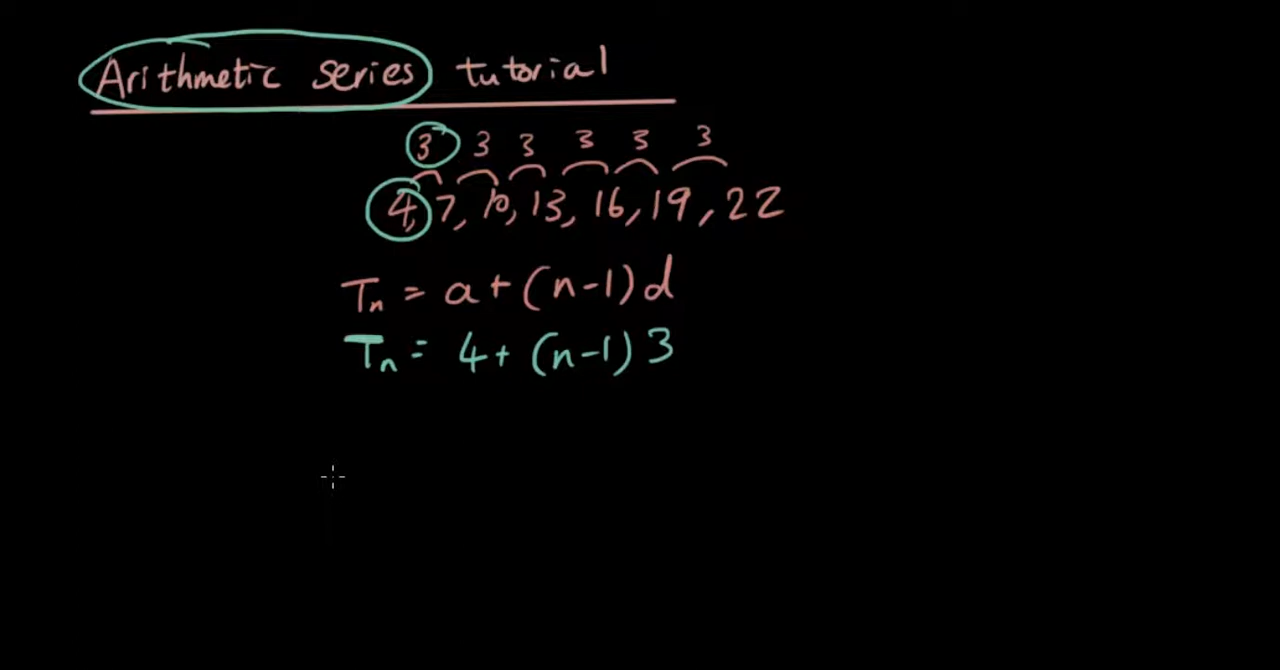 Arithmetic series tutorial
3 3 3 3 3 3
4, 7, 10, 13, 16, 19, 22
Tn = a + (n-1)d
Tn = 4 + (n-1) 3